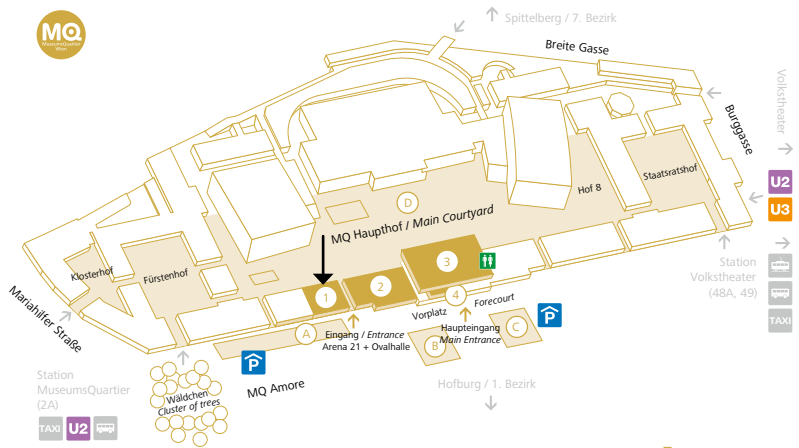 MQ
MuseumsQuartier
Wien
Spittelberg / 7. Bezirk
Breite Gasse
Volkstheater
Burggasse
U2
U3
Staatsratshof
Hof 8
D
MQ Haupthof / Main Courtyard
Klosterhof
Fürstenhof
Mariahilfer Straße
1
2
3
4
Vorplatz
Forecourt
Station
Volkstheater
(48A, 49)
TAXI
A
Eingang / Entrance
Arena 21 + Ovalhalle
Haupteingang
Main Entrance
B
C
P
P
MQ Amore
Hofburg / 1. Bezirk
Station
MuseumsQuartier
(2A)
TAXI
U2
Wäldchen
Cluster of trees